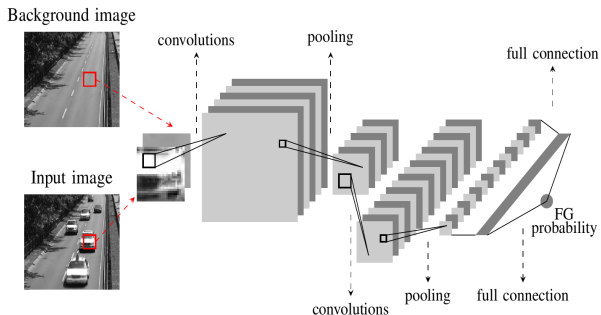 Background image
convolutions
pooling
full connection
Input image
FG
probability
convolutions
pooling
full connection